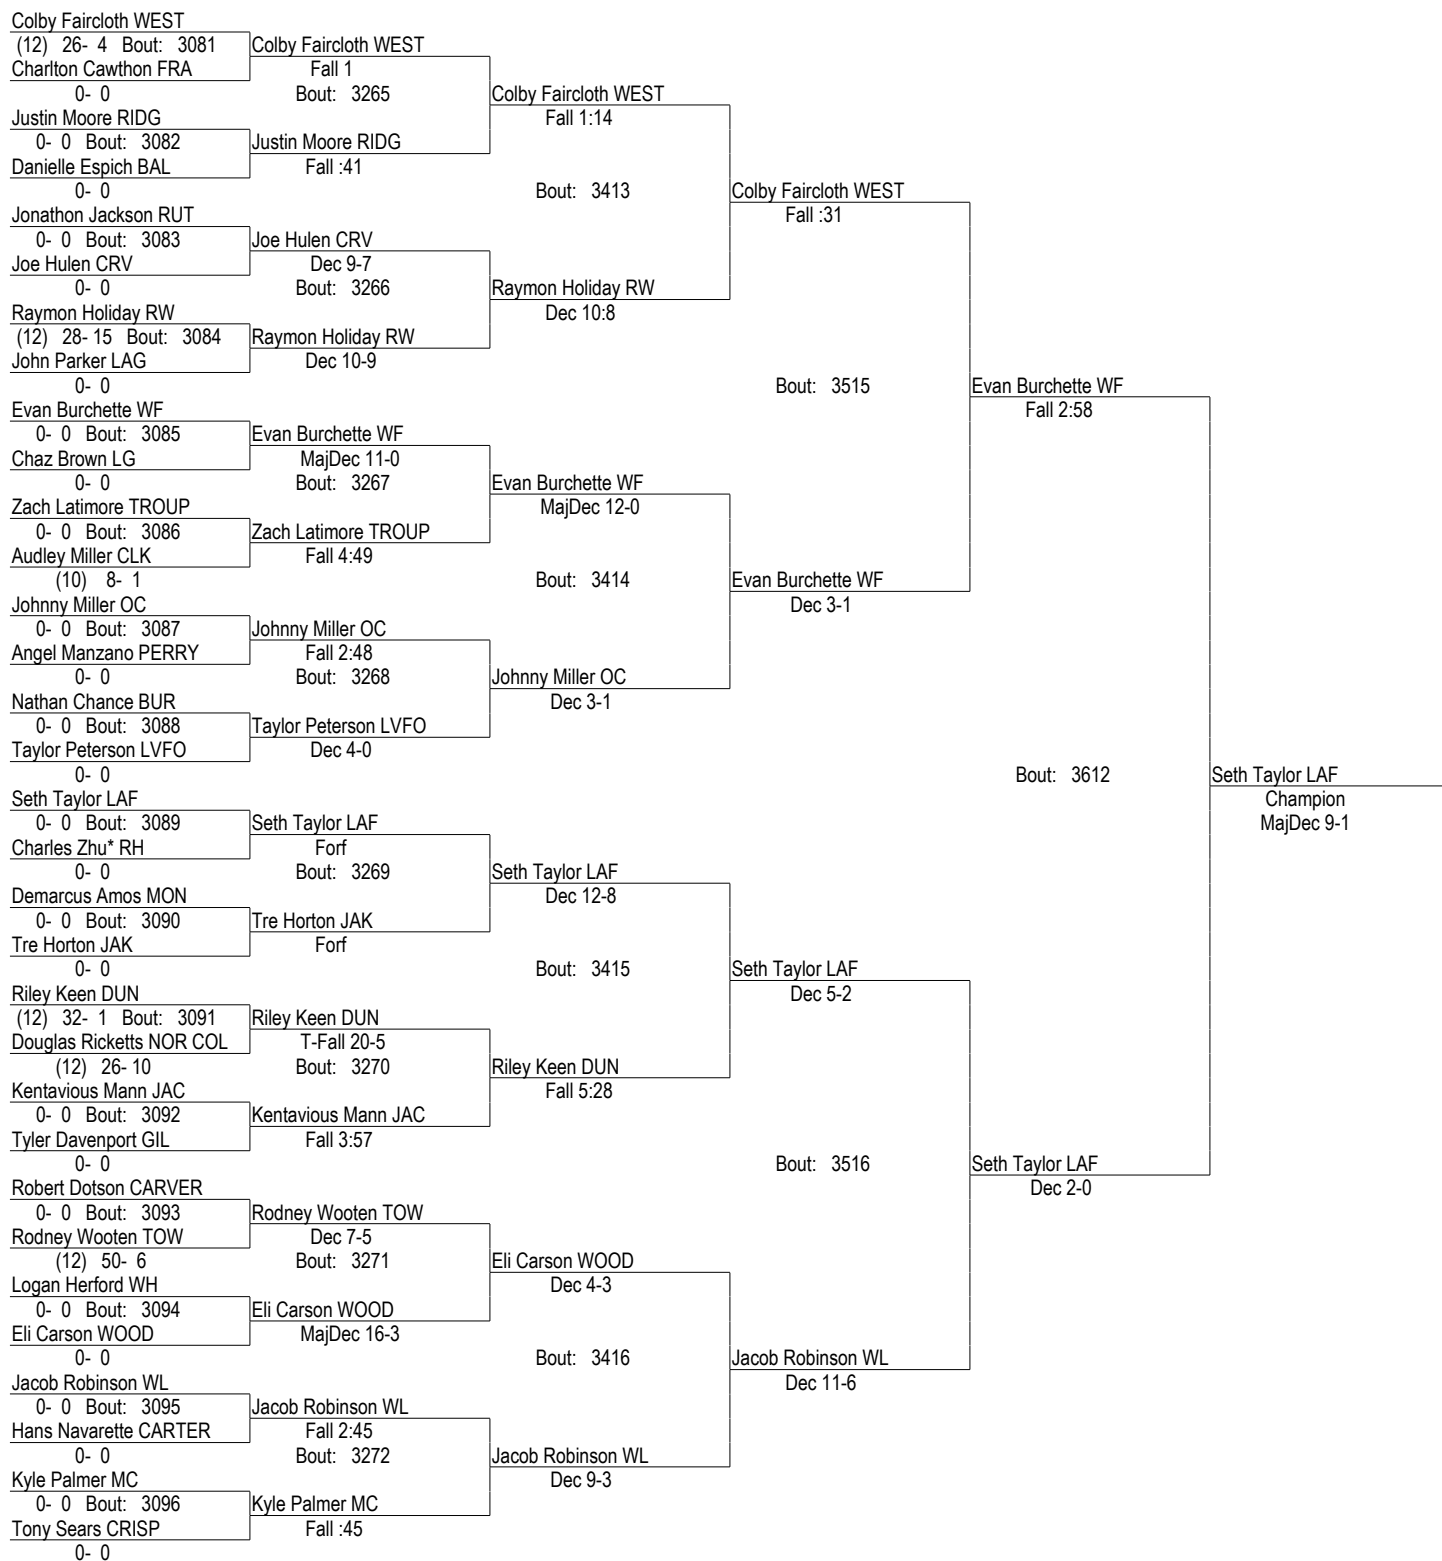 Colby Faircloth WEST
(12) 26- 4 Bout: 3081 Colby Faircloth WEST
Charlton Cawthon FRA Fall 1
0- 0 Bout: 3265 Colby Faircloth WEST
Justin Moore RIDG Fall 1:14
0- 0 Bout: 3082 Justin Moore RIDG
Danielle Espich BAL Fall :41
0- 0 Bout: 3413 Colby Faircloth WEST
Jonathon Jackson RUT Fall :31
0- 0 Bout: 3083 Joe Hulen CRV
Joe Hulen CRV Dec 9-7
0- 0 Bout: 3266 Raymon Holiday RW
Raymon Holiday RW Dec 10:8
(12) 28- 15 Bout: 3084 Raymon Holiday RW
John Parker LAG Dec 10-9
0- 0 Bout: 3515 Evan Burchette WF
Evan Burchette WF Fall 2:58
0- 0 Bout: 3085 Evan Burchette WF
Chaz Brown LG MajDec 11-0
0- 0 Bout: 3267 Evan Burchette WF
Zach Latimore TROUP MajDec 12-0
0- 0 Bout: 3086 Zach Latimore TROUP
Audley Miller CLK Fall 4:49
(10) 8- 1 Bout: 3414 Evan Burchette WF
Johnny Miller OC Dec 3-1
0- 0 Bout: 3087 Johnny Miller OC
Angel Manzano PERRY Fall 2:48
0- 0 Bout: 3268 Johnny Miller OC
Nathan Chance BUR Dec 3-1
0- 0 Bout: 3088 Taylor Peterson LVFO
Taylor Peterson LVFO Dec 4-0
0- 0 Bout: 3612 Seth Taylor LAF
Seth Taylor LAF Champion
0- 0 Bout: 3089 Seth Taylor LAF MajDec 9-1
Charles Zhu* RH Forf
0- 0 Bout: 3269 Seth Taylor LAF
Demarcus Amos MON Dec 12-8
0- 0 Bout: 3090 Tre Horton JAK
Tre Horton JAK Forf
0- 0 Bout: 3415 Seth Taylor LAF
Riley Keen DUN Dec 5-2
(12) 32- 1 Bout: 3091 Riley Keen DUN
Douglas Ricketts NOR COL T-Fall 20-5
(12) 26- 10 Bout: 3270 Riley Keen DUN
Kentavious Mann JAC Fall 5:28
0- 0 Bout: 3092 Kentavious Mann JAC
Tyler Davenport GIL Fall 3:57
0- 0 Bout: 3516 Seth Taylor LAF
Robert Dotson CARVER Dec 2-0
0- 0 Bout: 3093 Rodney Wooten TOW
Rodney Wooten TOW Dec 7-5
(12) 50- 6 Bout: 3271 Eli Carson WOOD
Logan Herford WH Dec 4-3
0- 0 Bout: 3094 Eli Carson WOOD
Eli Carson WOOD MajDec 16-3
0- 0 Bout: 3416 Jacob Robinson WL
Jacob Robinson WL Dec 11-6
0- 0 Bout: 3095 Jacob Robinson WL
Hans Navarette CARTER Fall 2:45
0- 0 Bout: 3272 Jacob Robinson WL
Kyle Palmer MC Dec 9-3
0- 0 Bout: 3096 Kyle Palmer MC
Tony Sears CRISP Fall :45
0- 0